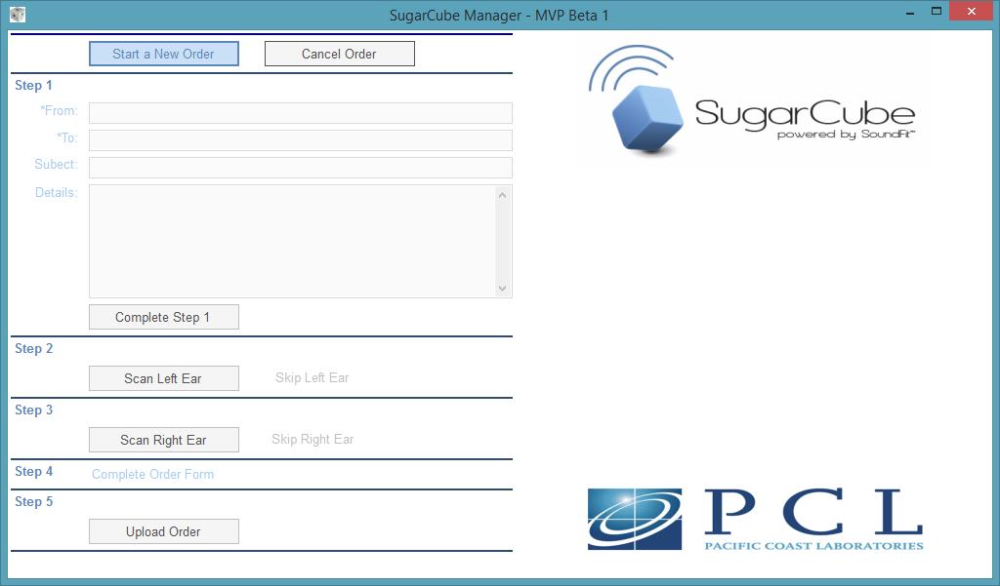 SugarCube Manager - MVP Beta 1
Start a New Order
Cancel Order
Step 1
*From:
*To:
Subect:
Details:
Complete Step 1
Step 2
Scan Left Ear
Skip Left Ear
Step 3
Scan Right Ear
Skip Right Ear
Step 4
Complete Order Form
Step 5
Upload Order
SugarCube
powered by SoundFit™
PCL
PACIFIC COAST LABORATORIES